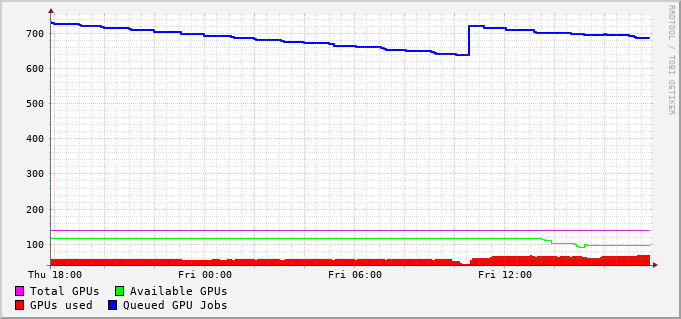 700
600
500
400
300
200
100
Thu 18:00 Fri 00:00 Fri 06:00 Fri 12:00
Total GPUs Available GPUs
GPUs used Queued GPU Jobs
RRDTOOL / TOBI OETIKER